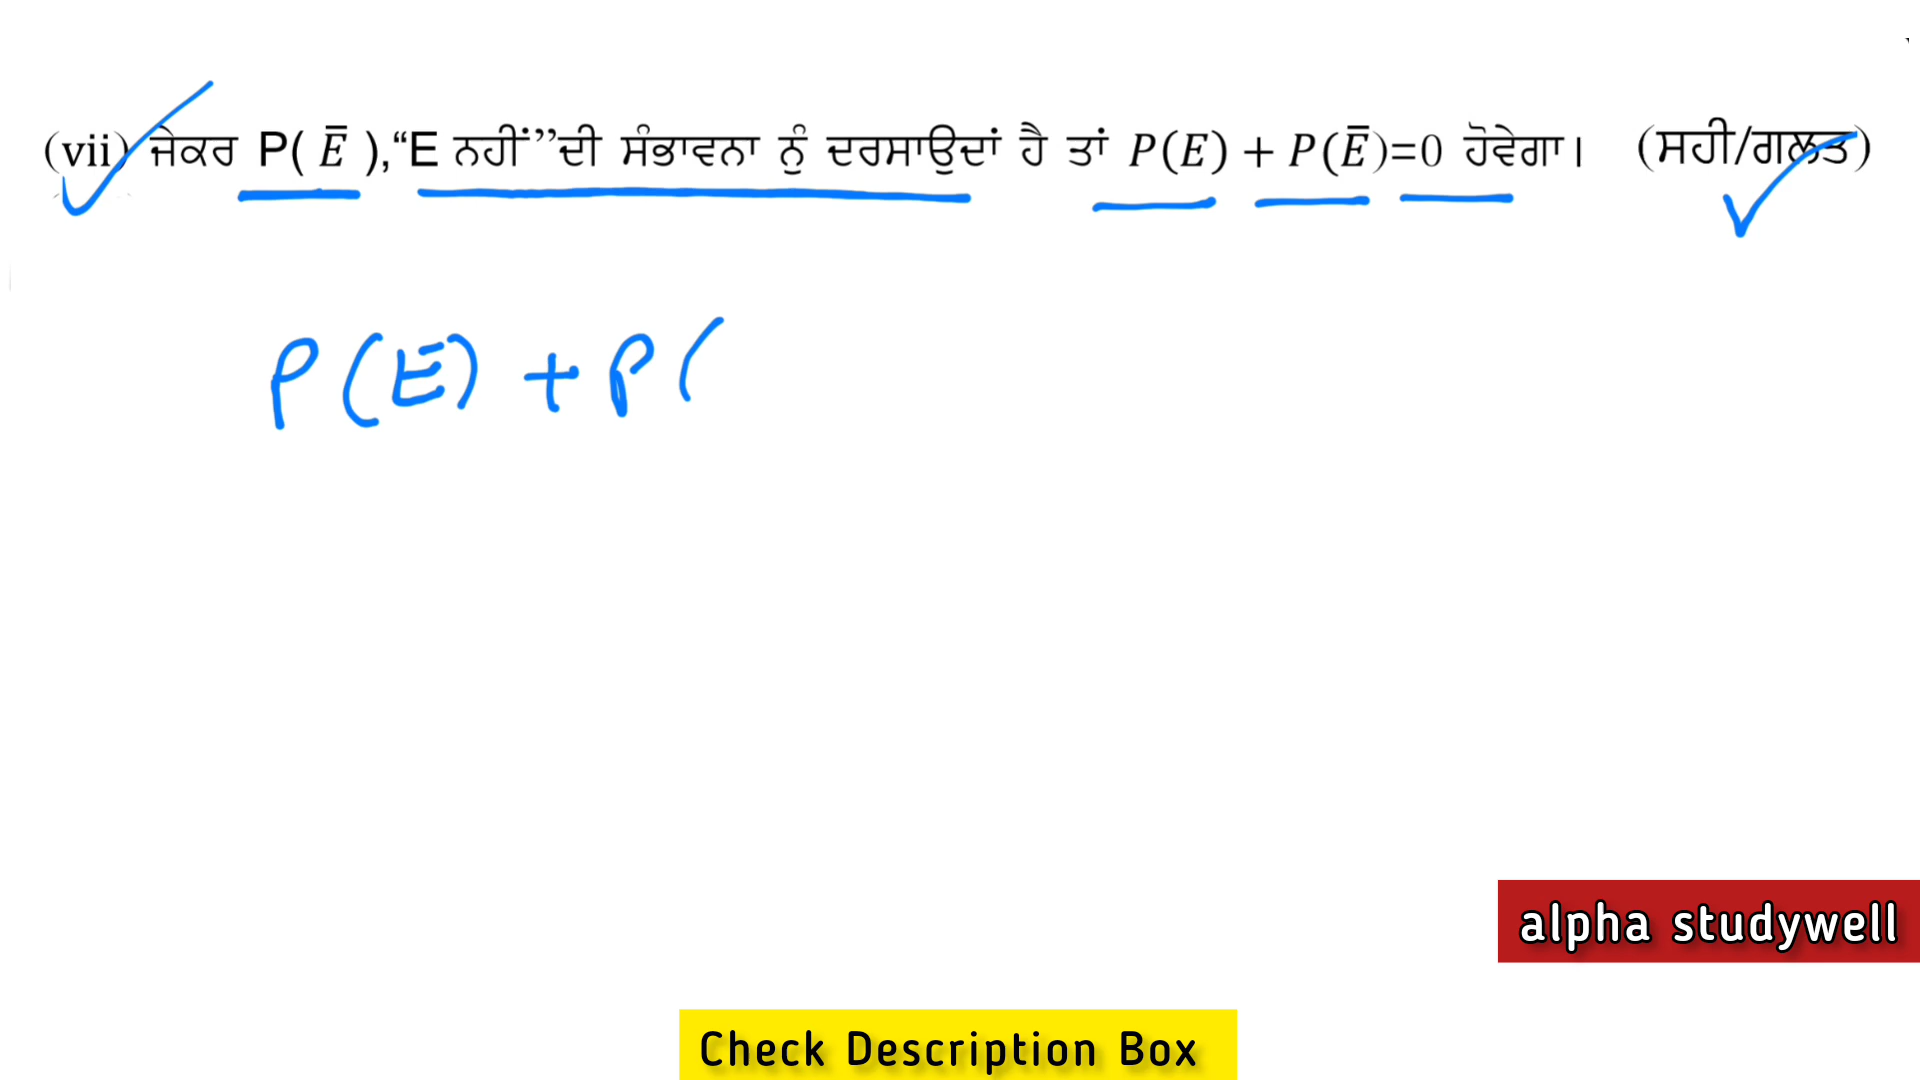 (vii) ਜੇਕਰ P( E̅ ),“E ਨਹੀਂ”ਦੀ ਸੰਭਾਵਨਾ ਨੂੰ ਦਰਸਾਉਦਾਂ ਹੈ ਤਾਂ P(E) + P(E̅)=0 ਹੋਵੇਗਾ। (ਸਹੀ/ਗਲਤ)
P(E) + P(
alpha studywell
Check Description Box